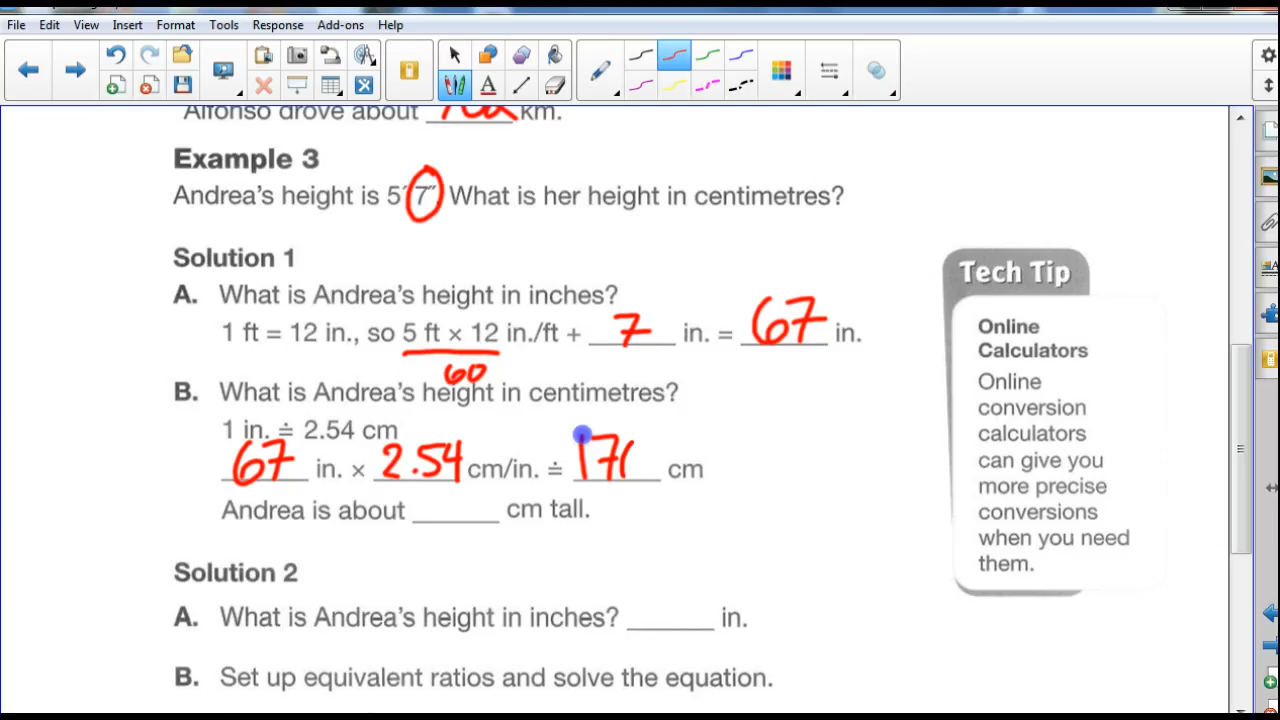 File Edit View Insert Format Tools Response Add-ons Help
Alfonso drove about ______ km.
Example 3
Andrea's height is 5' 7". What is her height in centimetres?
Solution 1
A. What is Andrea's height in inches?
1 ft = 12 in., so 5 ft × 12 in./ft + 7 in. = 67 in.
60
B. What is Andrea's height in centimetres?
1 in. ≐ 2.54 cm
67 in. × 2.54 cm/in. ≐ 170 cm
Andrea is about ______ cm tall.
Solution 2
A. What is Andrea's height in inches? ______ in.
B. Set up equivalent ratios and solve the equation.
Tech Tip
Online
Calculators
Online
conversion
calculators
can give you
more precise
conversions
when you need
them.